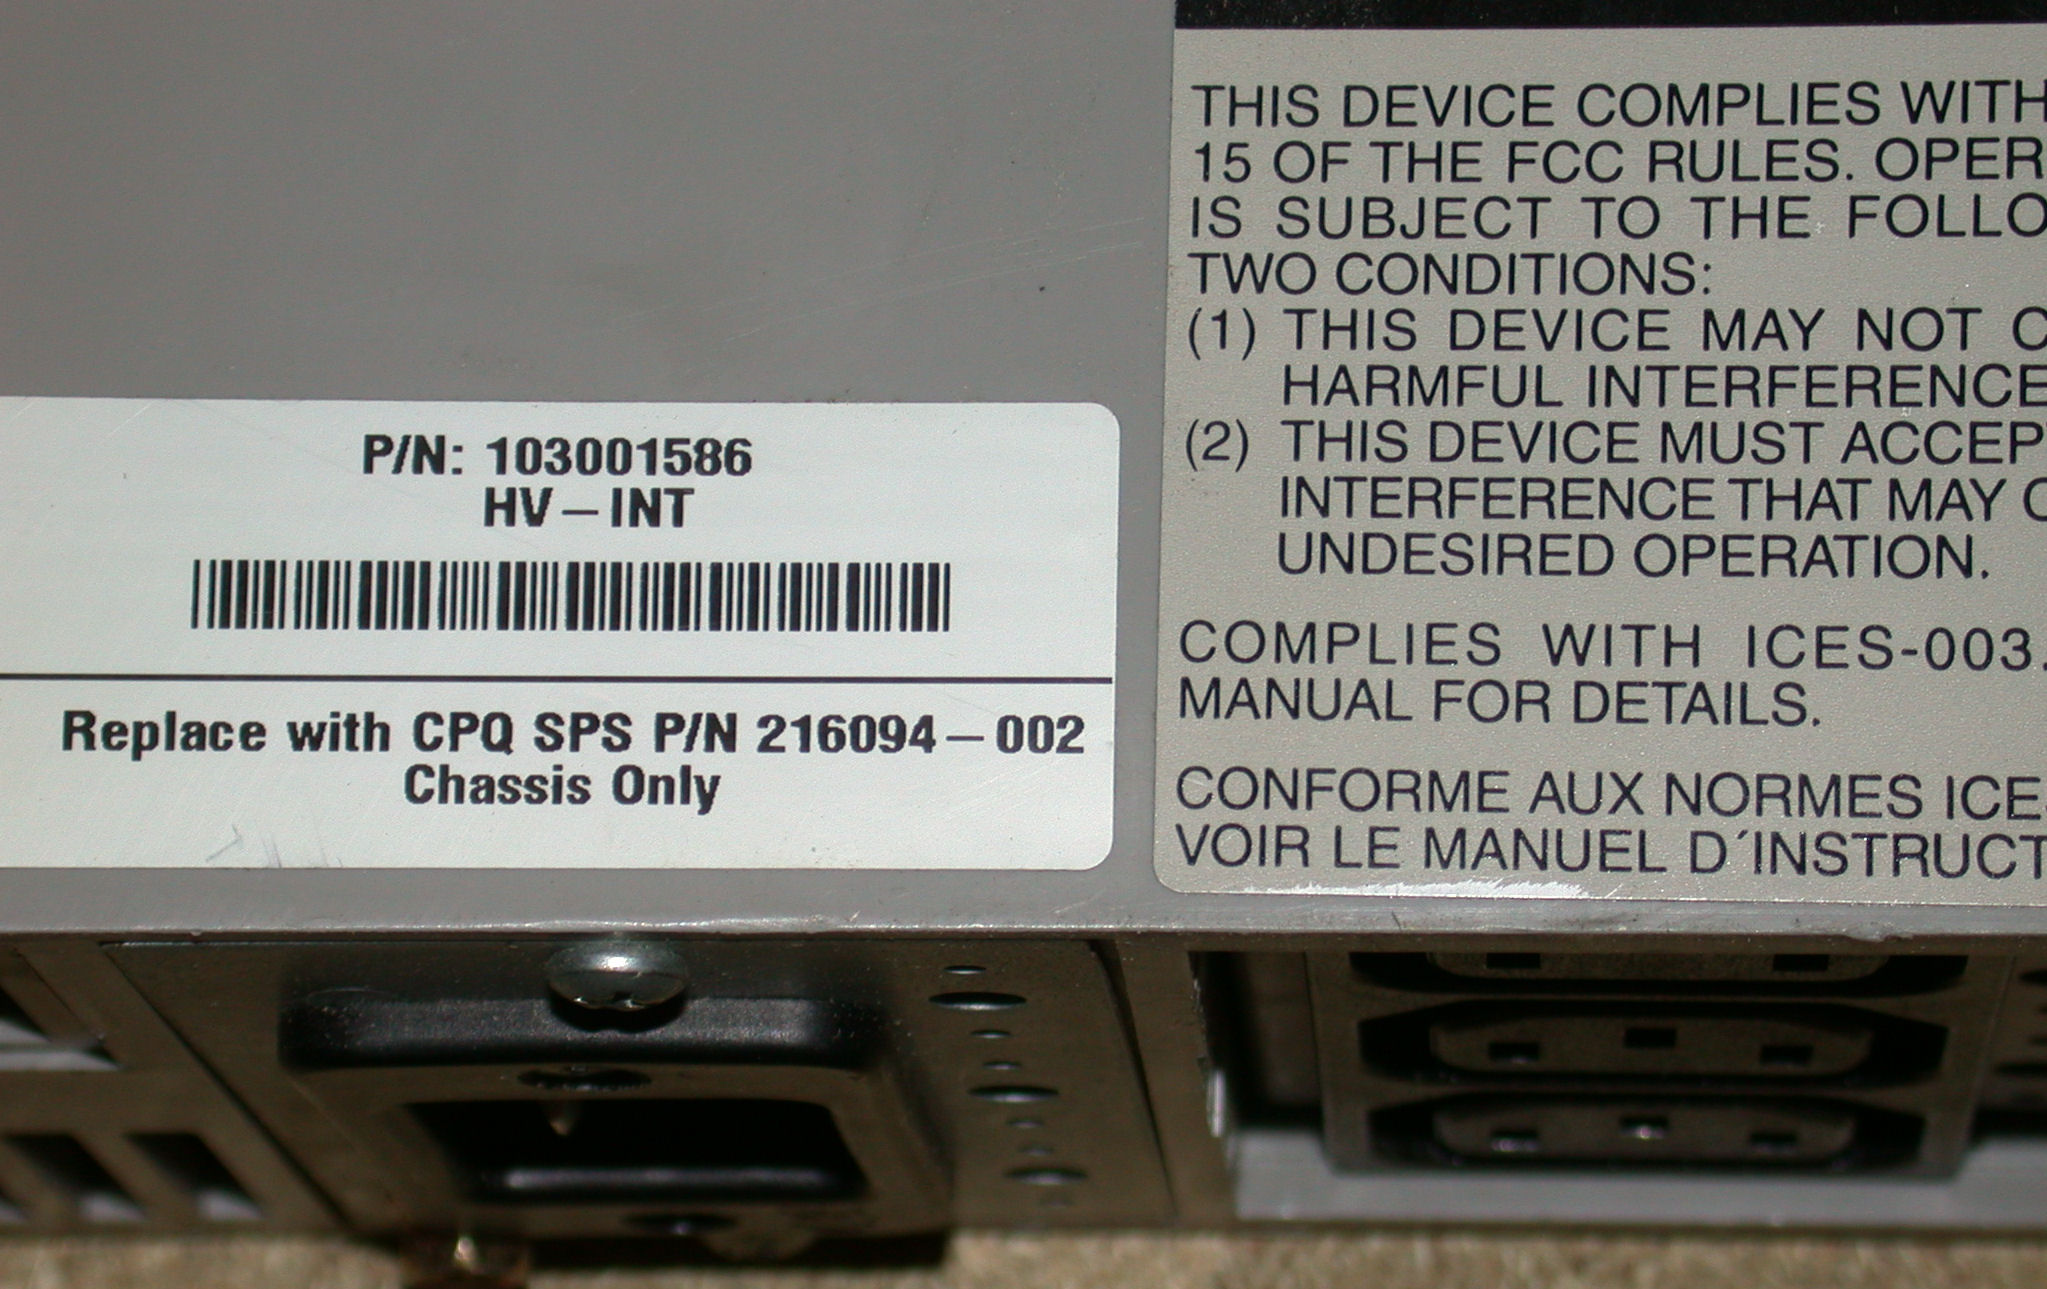 P/N: 103001586
HV – INT
Replace with CPQ SPS P/N 216094 – 002
Chassis Only
THIS DEVICE COMPLIES WITH
15 OF THE FCC RULES. OPER
IS SUBJECT TO THE FOLLO
TWO CONDITIONS:
(1) THIS DEVICE MAY NOT C
HARMFUL INTERFERENCE
(2) THIS DEVICE MUST ACCEP
INTERFERENCE THAT MAY C
UNDESIRED OPERATION.
COMPLIES WITH ICES-003.
MANUAL FOR DETAILS.
CONFORME AUX NORMES ICE
VOIR LE MANUEL D´INSTRUCT